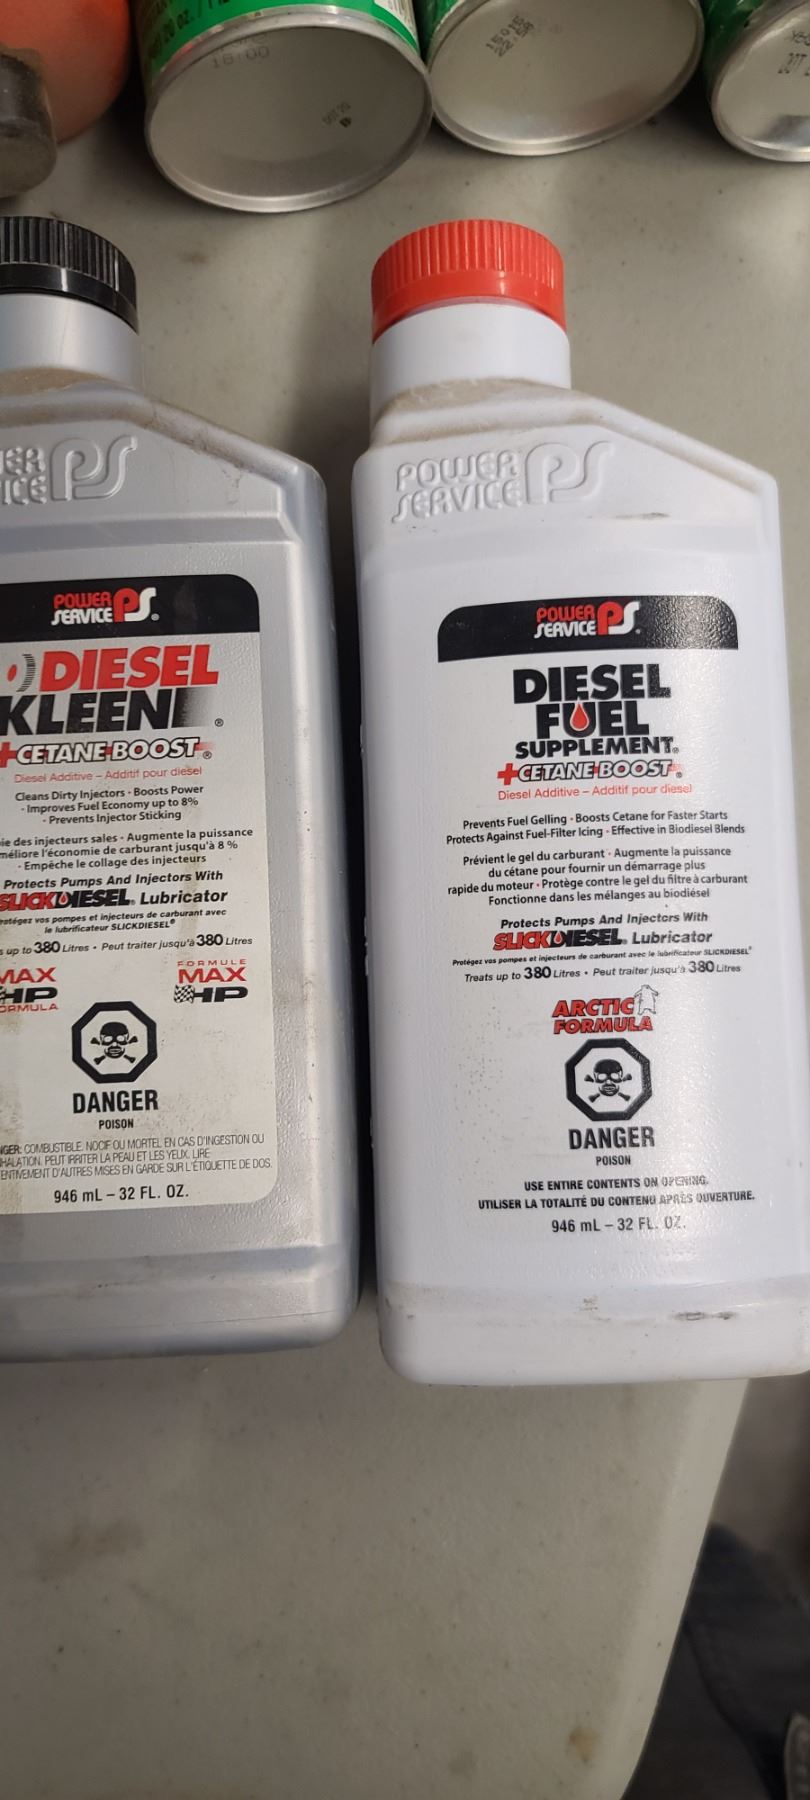 18:00
ER
ICE PS
POWER
SERVICE PS®
DIESEL
KLEEN®
+CETANE BOOST®
Diesel Additive – Additif pour diesel
Cleans Dirty Injectors • Boosts Power
• Improves Fuel Economy up to 8%
• Prevents Injector Sticking
des injecteurs sales • Augmente la puissance
l'économie de carburant jusqu'à 8 %
• Empêche le collage des injecteurs
Protects Pumps And Injectors With
SLICKDIESEL® Lubricator
vos pompes et injecteurs de carburant avec
le lubrificateur SLICKDIESEL®
up to 380 Litres • Peut traiter jusqu'à 380 Litres
MAX
HP
FORMULA
FORMULE
MAX
HP
DANGER
POISON
COMBUSTIBLE. NOCIF OU MORTEL EN CAS D'INGESTION OU
PEUT IRRITER LA PEAU ET LES YEUX. LIRE
D'AUTRES MISES EN GARDE SUR L'ÉTIQUETTE DE DOS.
946 mL – 32 FL. OZ.
POWER
SERVICE PS
POWER
SERVICE PS®
DIESEL
FUEL
SUPPLEMENT®
+CETANE BOOST®
Diesel Additive – Additif pour diesel
Prevents Fuel Gelling • Boosts Cetane for Faster Starts
Protects Against Fuel-Filter Icing • Effective in Biodiesel Blends
Prévient le gel du carburant • Augmente la puissance
du cétane pour fournir un démarrage plus
rapide du moteur • Protège contre le gel du filtre à carburant
Fonctionne dans les mélanges au biodiésel
Protects Pumps And Injectors With
SLICKDIESEL® Lubricator
Protégez vos pompes et injecteurs de carburant avec le lubrificateur SLICKDIESEL®
Treats up to 380 Litres • Peut traiter jusqu'à 380 Litres
ARCTIC
FORMULA
DANGER
POISON
USE ENTIRE CONTENTS ON OPENING.
UTILISER LA TOTALITÉ DU CONTENU APRÈS OUVERTURE.
946 mL – 32 FL. OZ.